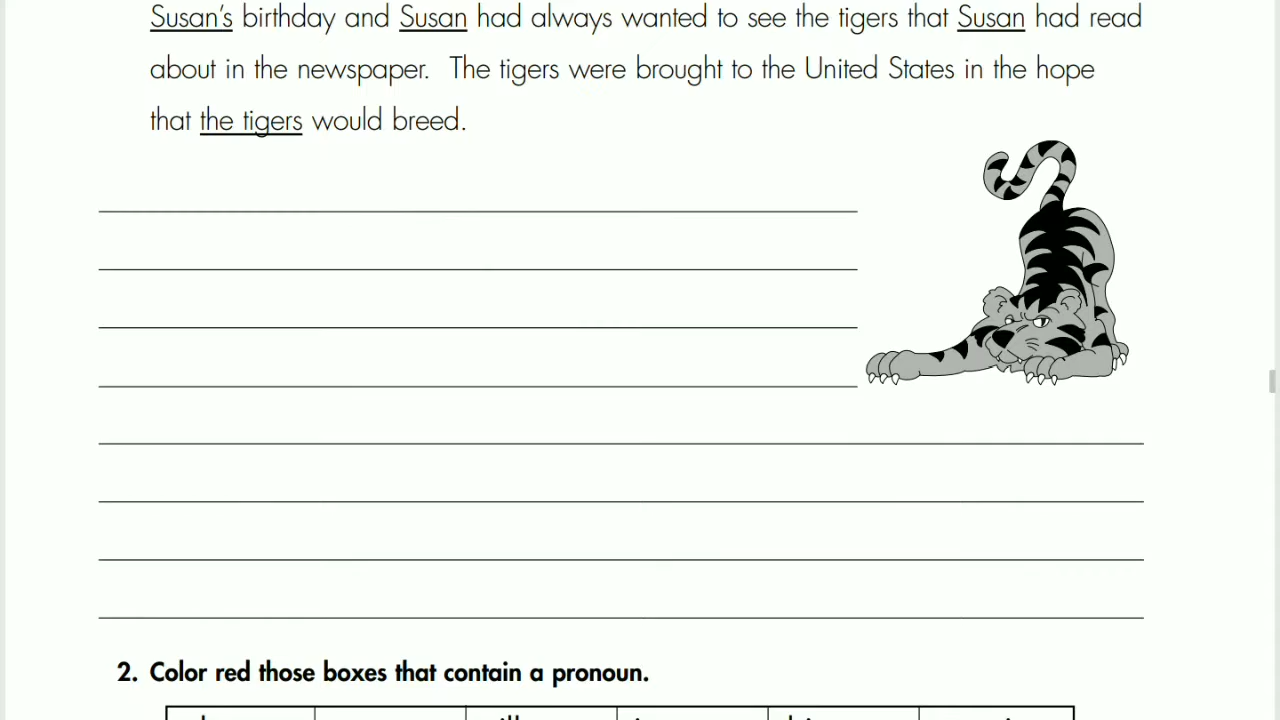 Susan's birthday and Susan had always wanted to see the tigers that Susan had read
about in the newspaper. The tigers were brought to the United States in the hope
that the tigers would breed.
2. Color red those boxes that contain a pronoun.